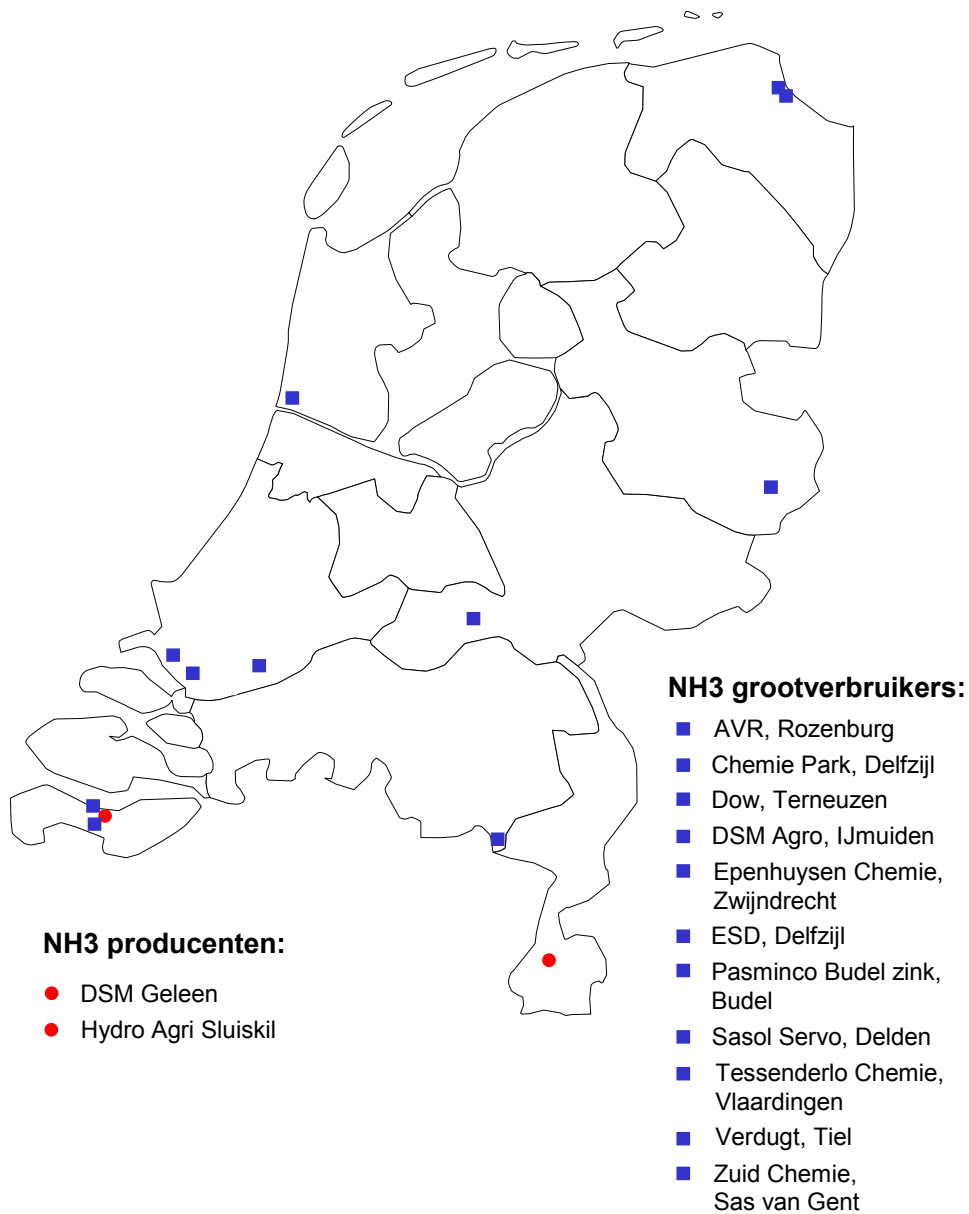 NH3 grootverbruikers:
AVR, Rozenburg
Chemie Park, Delfzijl
Dow, Terneuzen
DSM Agro, IJmuiden
Epenhuysen Chemie,
Zwijndrecht
ESD, Delfzijl
Pasminco Budel zink,
Budel
Sasol Servo, Delden
Tessenderlo Chemie,
Vlaardingen
Verdugt, Tiel
Zuid Chemie,
Sas van Gent
NH3 producenten:
DSM Geleen
Hydro Agri Sluiskil